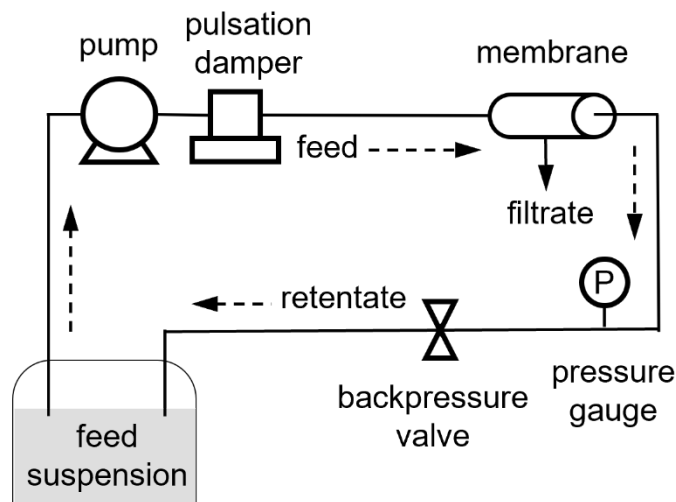 pump
pulsation
damper
membrane
feed
filtrate
retentate
P
backpressure
valve
pressure
gauge
feed
suspension